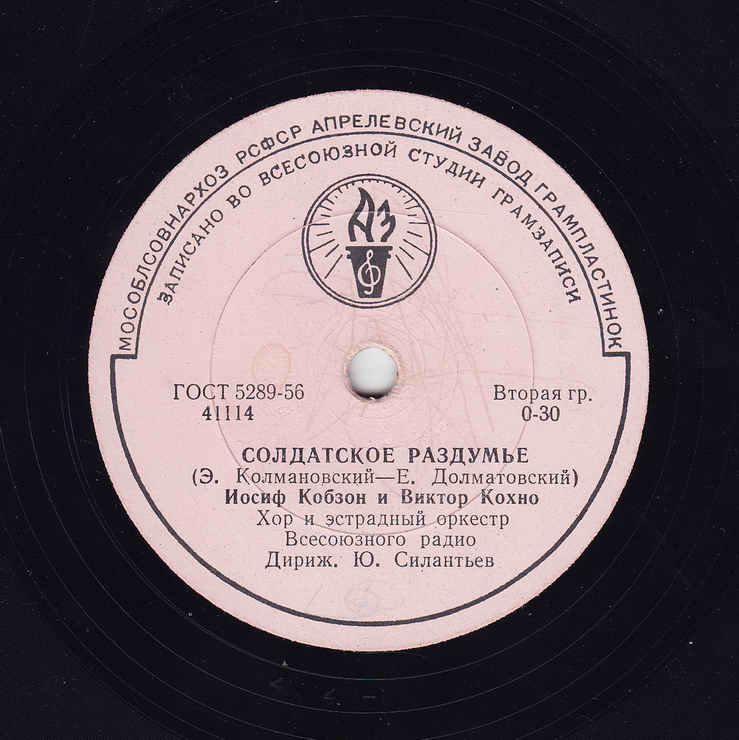 МОСОБЛСОВНАРХОЗ РСФСР АПРЕЛЕВСКИЙ ЗАВОД ГРАМПЛАСТИНОК
ЗАПИСАНО ВО ВСЕСОЮЗНОЙ СТУДИИ ГРАМЗАПИСИ
АЗ
ГОСТ 5289-56
41114
Вторая гр.
0-30
СОЛДАТСКОЕ РАЗДУМЬЕ
(Э. Колмановский—Е. Долматовский)
Иосиф Кобзон и Виктор Кохно
Хор и эстрадный оркестр
Всесоюзного радио
Дириж. Ю. Силантьев